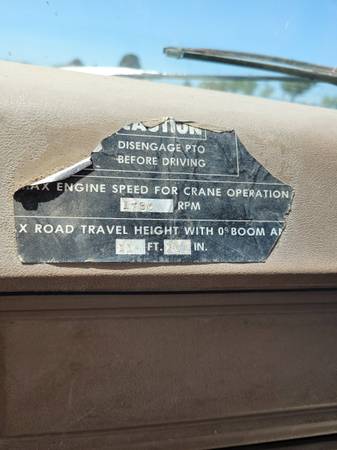 CAUTION
DISENGAGE PTO
BEFORE DRIVING
AX ENGINE SPEED FOR CRANE OPERATION
RPM
X ROAD TRAVEL HEIGHT WITH 0° BOOM AN
FT. IN.